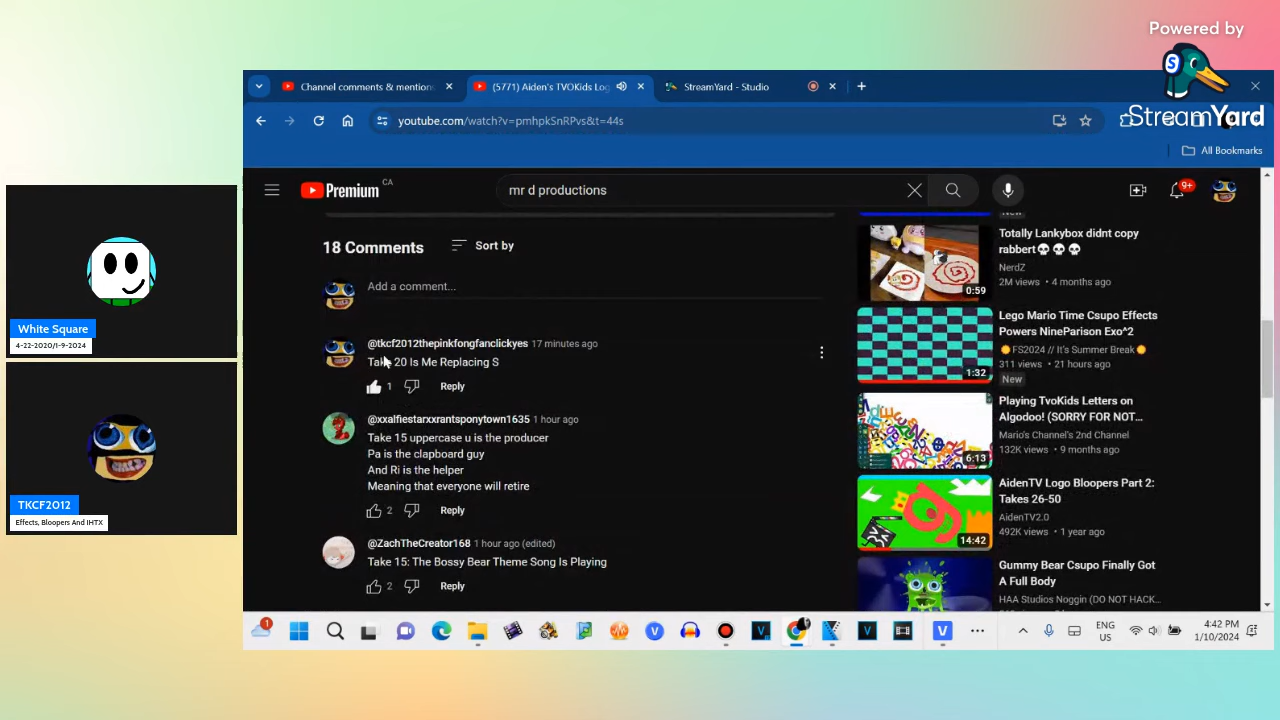 Powered by
StreamYard
Channel comments & mentions
(5771) Aiden's TVOKids Log
StreamYard - Studio
youtube.com/watch?v=pmhpkSnRPvs&t=44s
All Bookmarks
Premium CA
mr d productions
9+
18 Comments
Sort by
Add a comment...
@tkcf2012thepinkfongfanclickyes 17 minutes ago
Take 20 Is Me Replacing S
1
Reply
@xxalfiestarxxrantsponytown1635 1 hour ago
Take 15 uppercase u is the producer
Pa is the clapboard guy
And Ri is the helper
Meaning that everyone will retire
2
Reply
@ZachTheCreator168 1 hour ago (edited)
Take 15: The Bossy Bear Theme Song Is Playing
2
Reply
New
Totally Lankybox didnt copy
rabbert
NerdZ
2M views • 4 months ago
0:59
Lego Mario Time Csupo Effects
Powers NineParison Exo^2
FS2024 // It's Summer Break
311 views • 21 hours ago
New
1:32
Playing TvoKids Letters on
Algodoo! (SORRY FOR NOT...
Mario's Channel's 2nd Channel
132K views • 9 months ago
6:13
AidenTV Logo Bloopers Part 2:
Takes 26-50
AidenTV2.0
492K views • 1 year ago
14:42
Gummy Bear Csupo Finally Got
A Full Body
HAA Studios Noggin (DO NOT HACK...
White Square
4-22-2020/1-9-2024
TKCF2012
Effects, Bloopers And IHTX
1
ENG
US
4:42 PM
1/10/2024